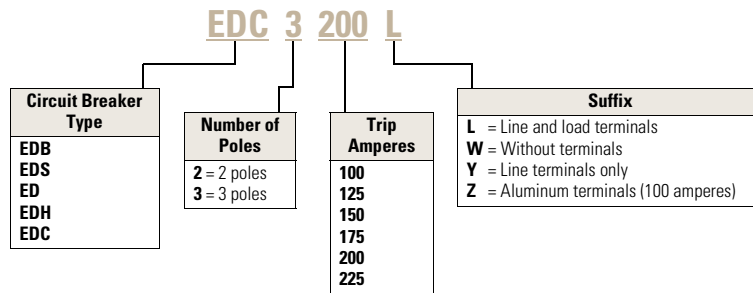 EDC 3 200 L
Circuit Breaker
Type
EDB
EDS
ED
EDH
EDC
Number of
Poles
2 = 2 poles
3 = 3 poles
Trip
Amperes
100
125
150
175
200
225
Suffix
L = Line and load terminals
W = Without terminals
Y = Line terminals only
Z = Aluminum terminals (100 amperes)